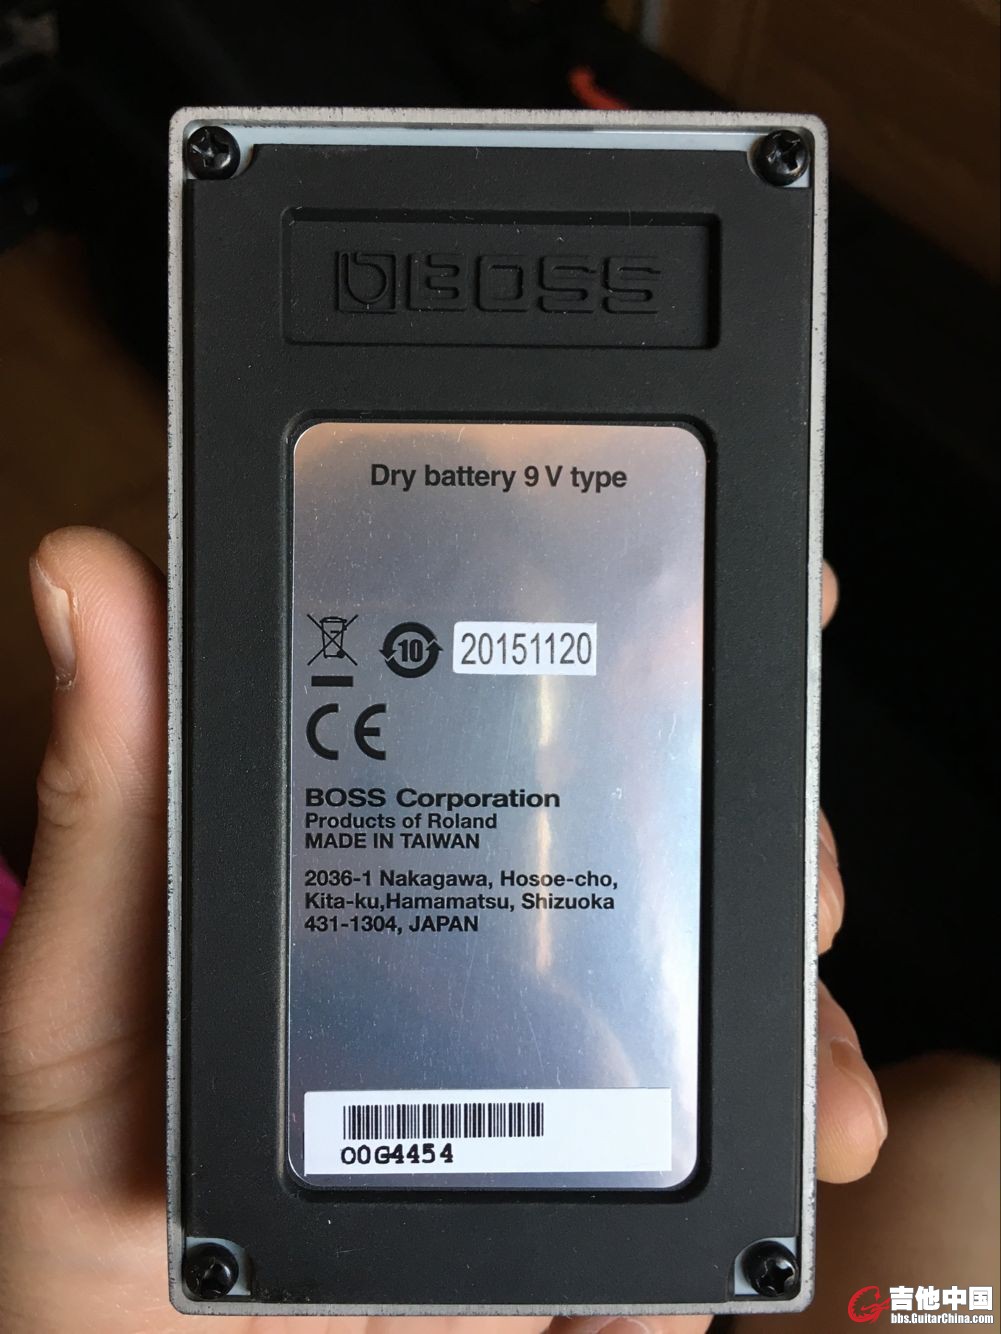 BOSS
Dry battery 9 V type
10
20151120
CE
BOSS Corporation
Products of Roland
MADE IN TAIWAN
2036-1 Nakagawa, Hosoe-cho,
Kita-ku,Hamamatsu, Shizuoka
431-1304, JAPAN
00G4454
吉他中国
bbs.GuitarChina.com